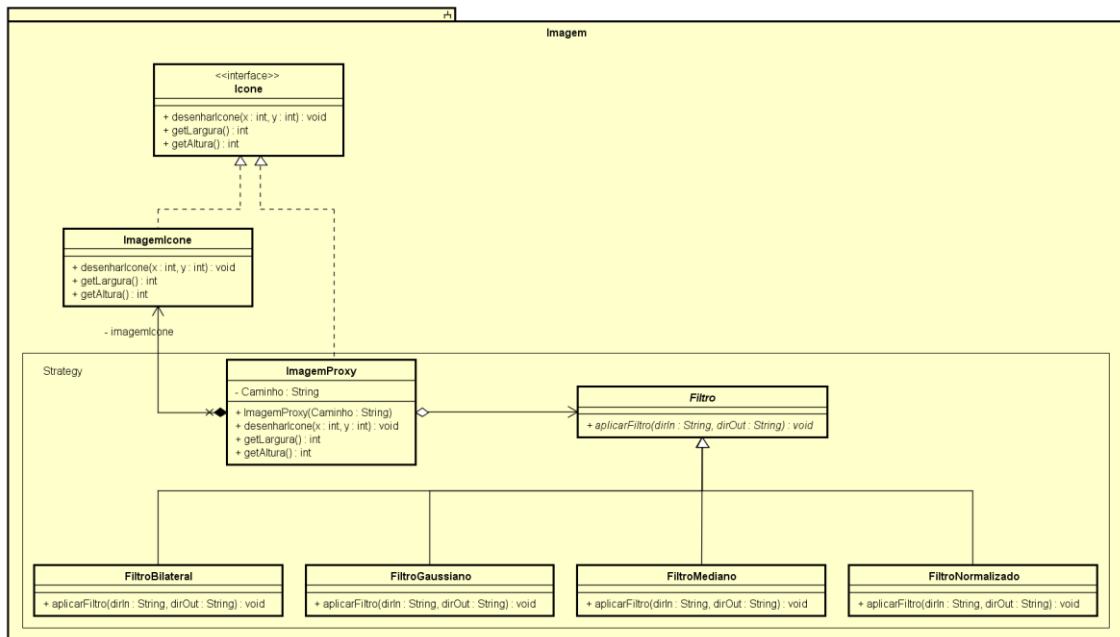 Imagem
<<interface>>
Icone
+ desenharIcone(x : int, y : int) : void
+ getLargura() : int
+ getAltura() : int
ImagemIcone
+ desenharIcone(x : int, y : int) : void
+ getLargura() : int
+ getAltura() : int
- imagemIcone
Strategy
ImagemProxy
- Caminho : String
+ ImagemProxy(Caminho : String)
+ desenharIcone(x : int, y : int) : void
+ getLargura() : int
+ getAltura() : int
Filtro
+ aplicarFiltro(dirIn : String, dirOut : String) : void
FiltroBilateral
+ aplicarFiltro(dirIn : String, dirOut : String) : void
FiltroGaussiano
+ aplicarFiltro(dirIn : String, dirOut : String) : void
FiltroMediano
+ aplicarFiltro(dirIn : String, dirOut : String) : void
FiltroNormalizado
+ aplicarFiltro(dirIn : String, dirOut : String) : void